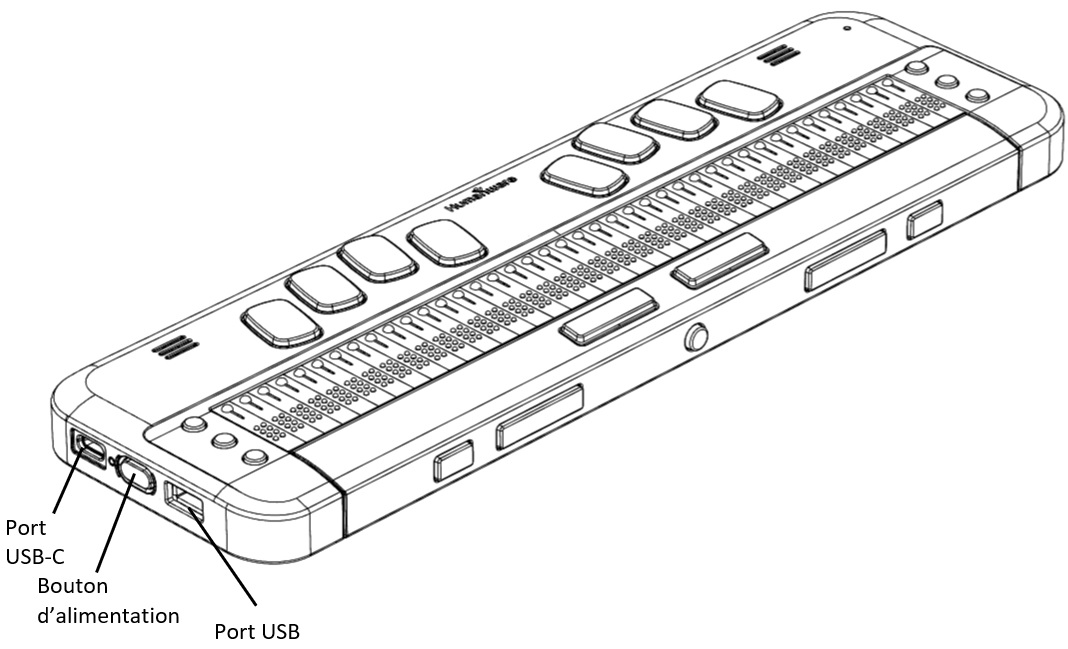 HumanWare
Port
USB-C
Bouton
d’alimentation
Port USB